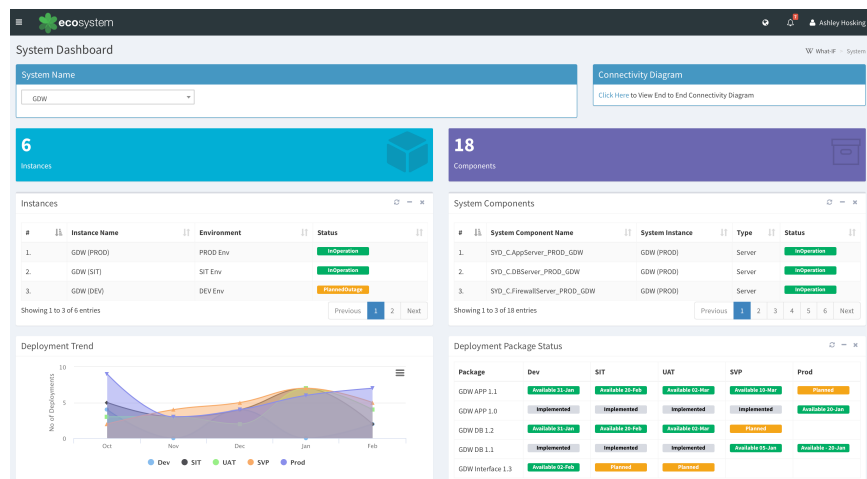 ecosystem
Ashley Hosking
System Dashboard
What-IF > System
System Name
GDW
Connectivity Diagram
Click Here to View End to End Connectivity Diagram
6
Instances
18
Components
Instances
# Instance Name Environment Status
1. GDW (PROD) PROD Env InOperation
2. GDW (SIT) SIT Env InOperation
3. GDW (DEV) DEV Env PlannedOutage
Showing 1 to 3 of 6 entries
Previous 1 2 Next
System Components
# System Component Name System Instance Type Status
1. SYD_C.AppServer_PROD_GDW GDW (PROD) Server InOperation
2. SYD_C.DBServer_PROD_GDW GDW (PROD) Server InOperation
3. SYD_C.FirewallServer_PROD_GDW GDW (PROD) Server InOperation
Showing 1 to 3 of 18 entries
Previous 1 2 3 4 5 6 Next
Deployment Trend
No of Deployments
10
5
0
Oct Nov Dec Jan Feb
Dev SIT UAT SVP Prod
Deployment Package Status
Package Dev SIT UAT SVP Prod
GDW APP 1.1 Available 31-Jan Available 20-Feb Available 02-Mar Available 10-Mar Planned
GDW APP 1.0 Implemented Implemented Implemented Implemented Available 20-Jan
GDW DB 1.2 Available 31-Jan Available 20-Feb Available 02-Mar Planned
GDW DB 1.1 Implemented Implemented Implemented Available 05-Jan Available - 20-Jan
GDW Interface 1.3 Available 02-Feb Planned Planned